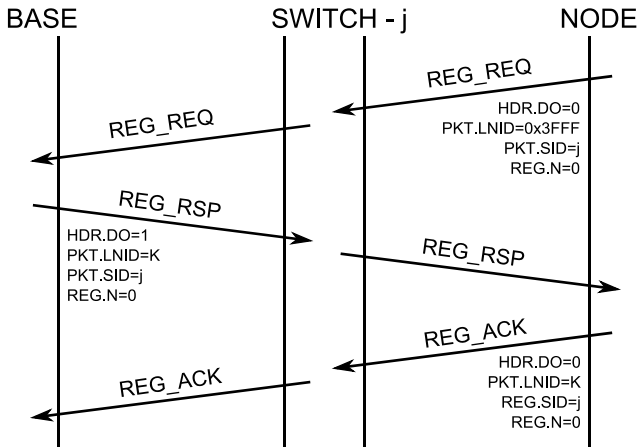 BASE
SWITCH - j
NODE
REG_REQ
HDR.DO=0
PKT.LNID=0x3FFF
PKT.SID=j
REG.N=0
REG_REQ
REG_RSP
HDR.DO=1
PKT.LNID=K
PKT.SID=j
REG.N=0
REG_RSP
REG_ACK
HDR.DO=0
PKT.LNID=K
REG.SID=j
REG.N=0
REG_ACK